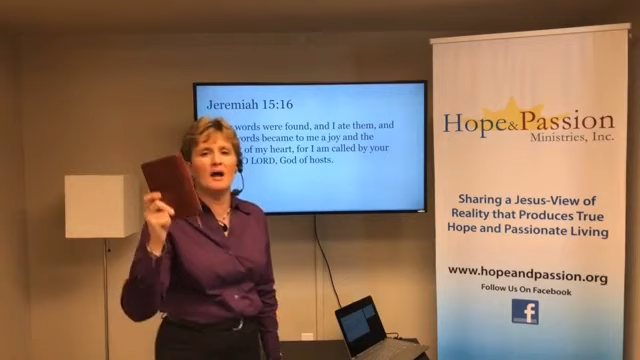 Jeremiah 15:16
words were found, and I ate them, and
words became to me a joy and the
of my heart, for I am called by your
O LORD, God of hosts.
Hope&Passion
Ministries, Inc.
Sharing a Jesus-View of
Reality that Produces True
Hope and Passionate Living
www.hopeandpassion.org
Follow Us On Facebook
f